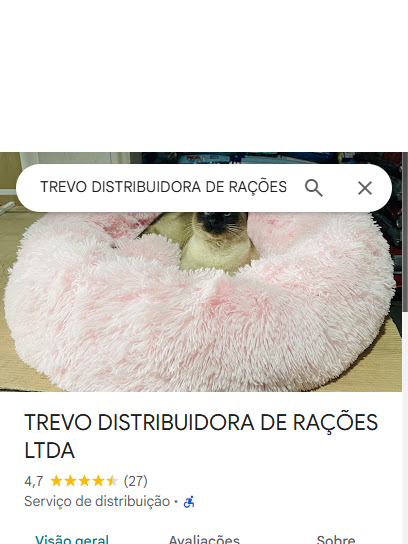 TREVO DISTRIBUIDORA DE RAÇÕES
TREVO DISTRIBUIDORA DE RAÇÕES
LTDA
4,7 (27)
Serviço de distribuição ·
Visão geral Avaliações Sobre